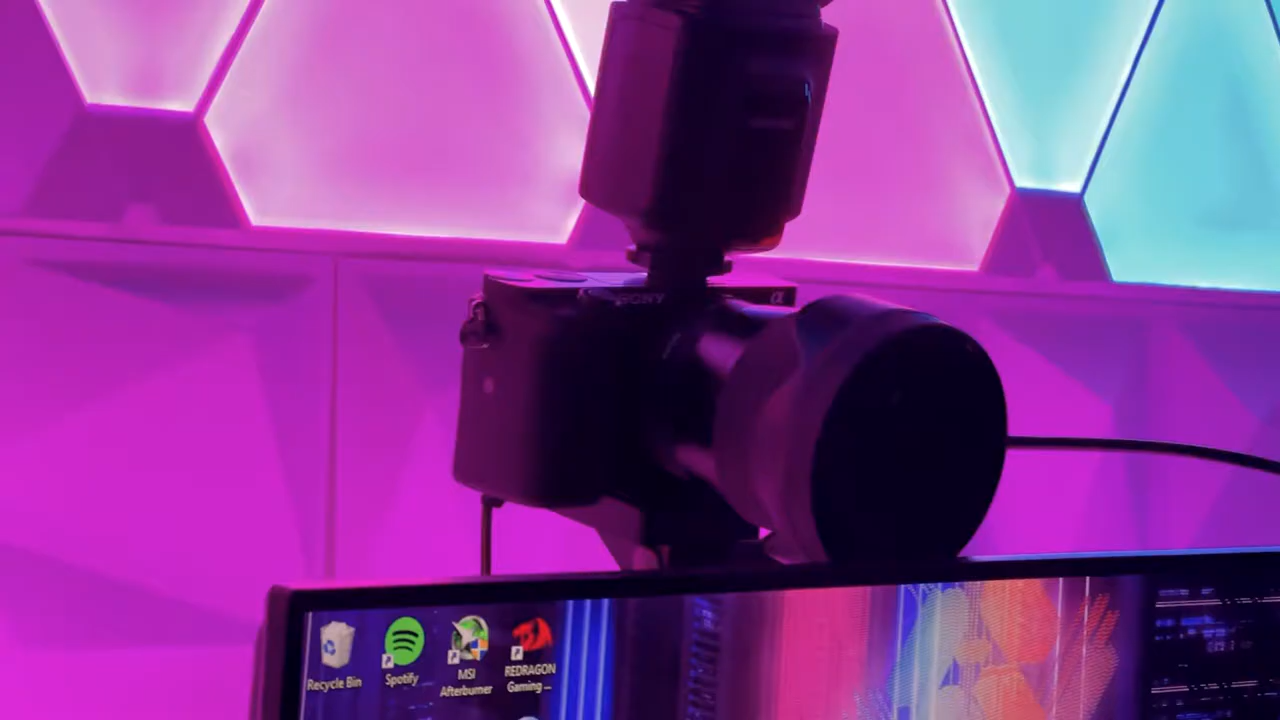 SONY
α
Recycle Bin
Spotify
MSI
Afterburner
REDRAGON
Gaming ...